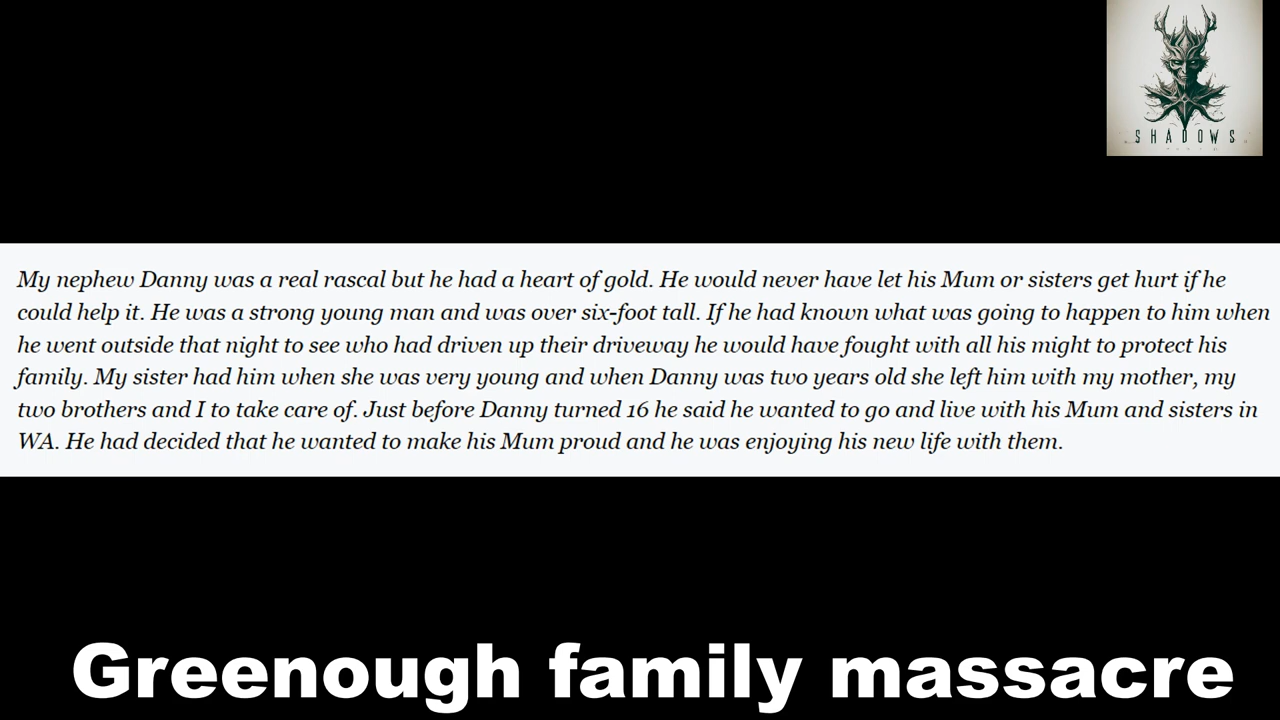 SHADOWS
My nephew Danny was a real rascal but he had a heart of gold. He would never have let his Mum or sisters get hurt if he
could help it. He was a strong young man and was over six-foot tall. If he had known what was going to happen to him when
he went outside that night to see who had driven up their driveway he would have fought with all his might to protect his
family. My sister had him when she was very young and when Danny was two years old she left him with my mother, my
two brothers and I to take care of. Just before Danny turned 16 he said he wanted to go and live with his Mum and sisters in
WA. He had decided that he wanted to make his Mum proud and he was enjoying his new life with them.
Greenough family massacre